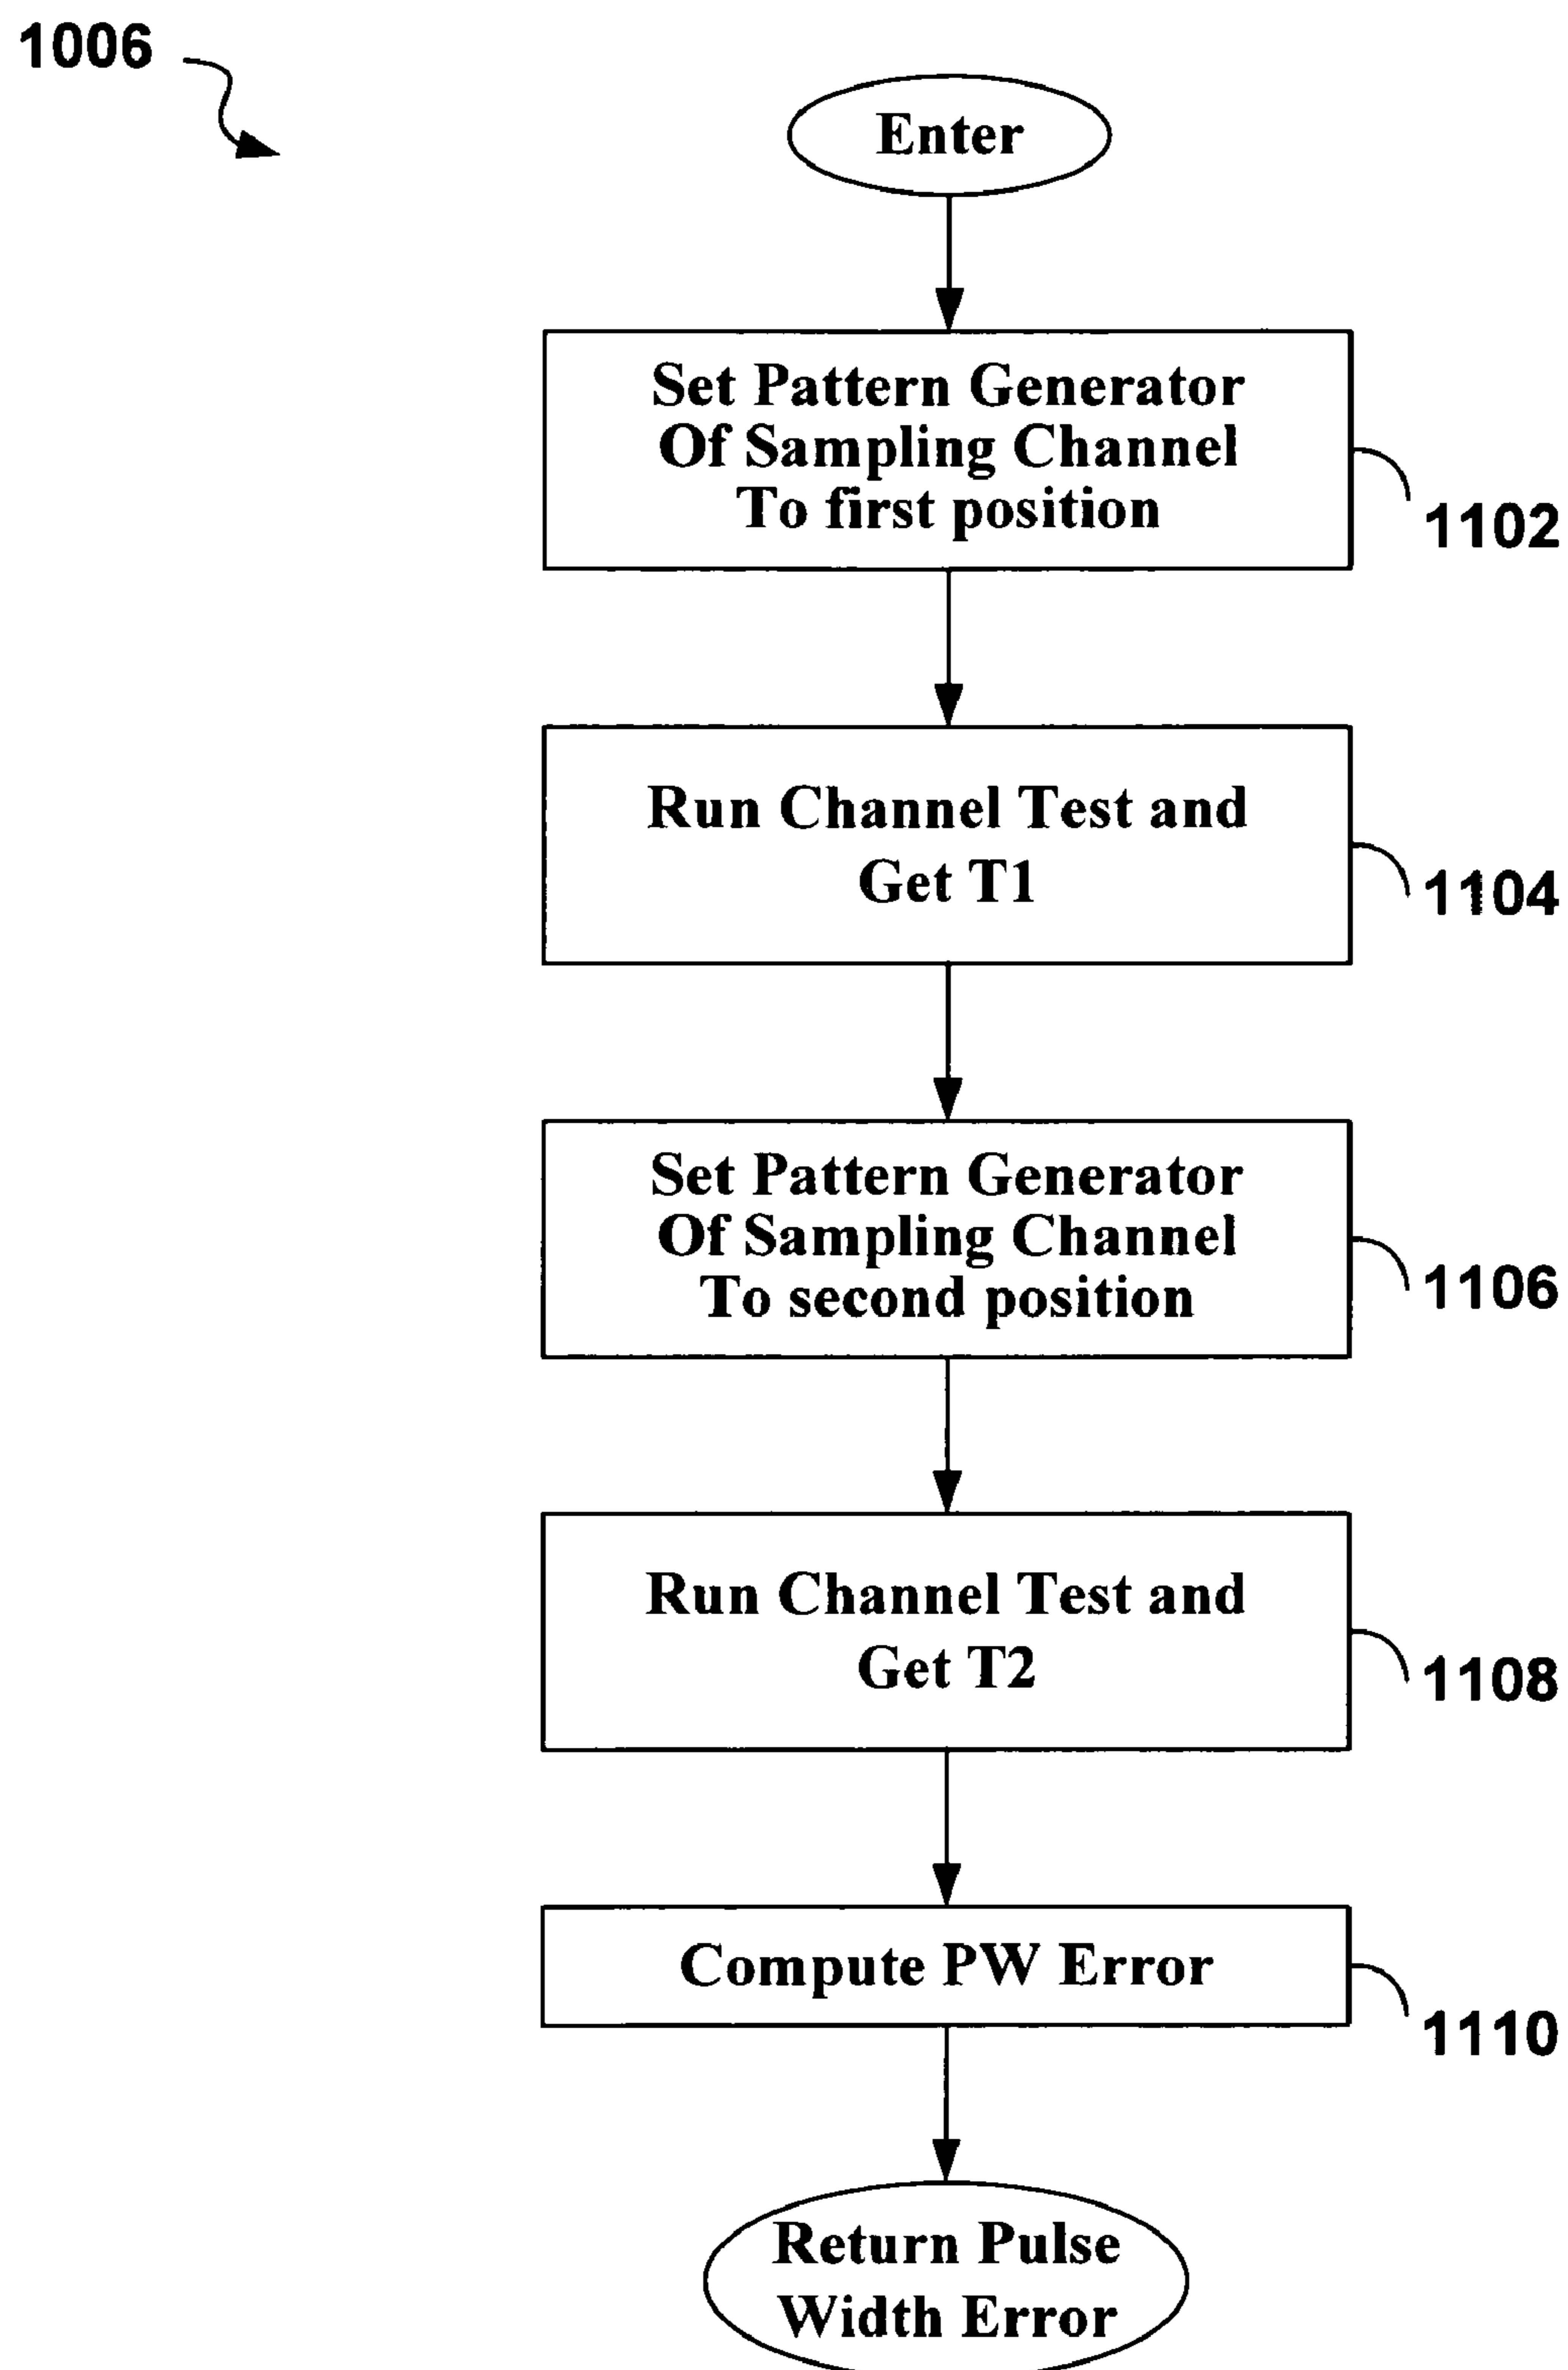 1006
Enter
Set Pattern Generator
Of Sampling Channel
To first position
1102
Run Channel Test and
Get T1
1104
Set Pattern Generator
Of Sampling Channel
To second position
1106
Run Channel Test and
Get T2
1108
Compute PW Error
1110
Return Pulse
Width Error